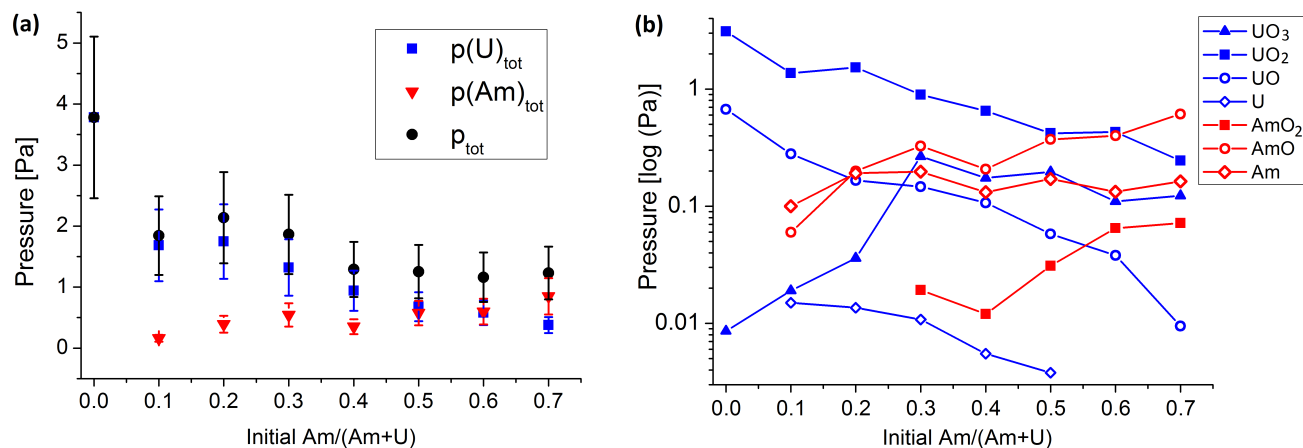 (a)
Pressure [Pa]
5
4
3
2
1
0
p(U)tot
p(Am)tot
ptot
0.0 0.1 0.2 0.3 0.4 0.5 0.6 0.7
Initial Am/(Am+U)
(b)
Pressure [log (Pa)]
1
0.1
0.01
0.0 0.1 0.2 0.3 0.4 0.5 0.6 0.7
Initial Am/(Am+U)
UO3
UO2
UO
U
AmO2
AmO
Am